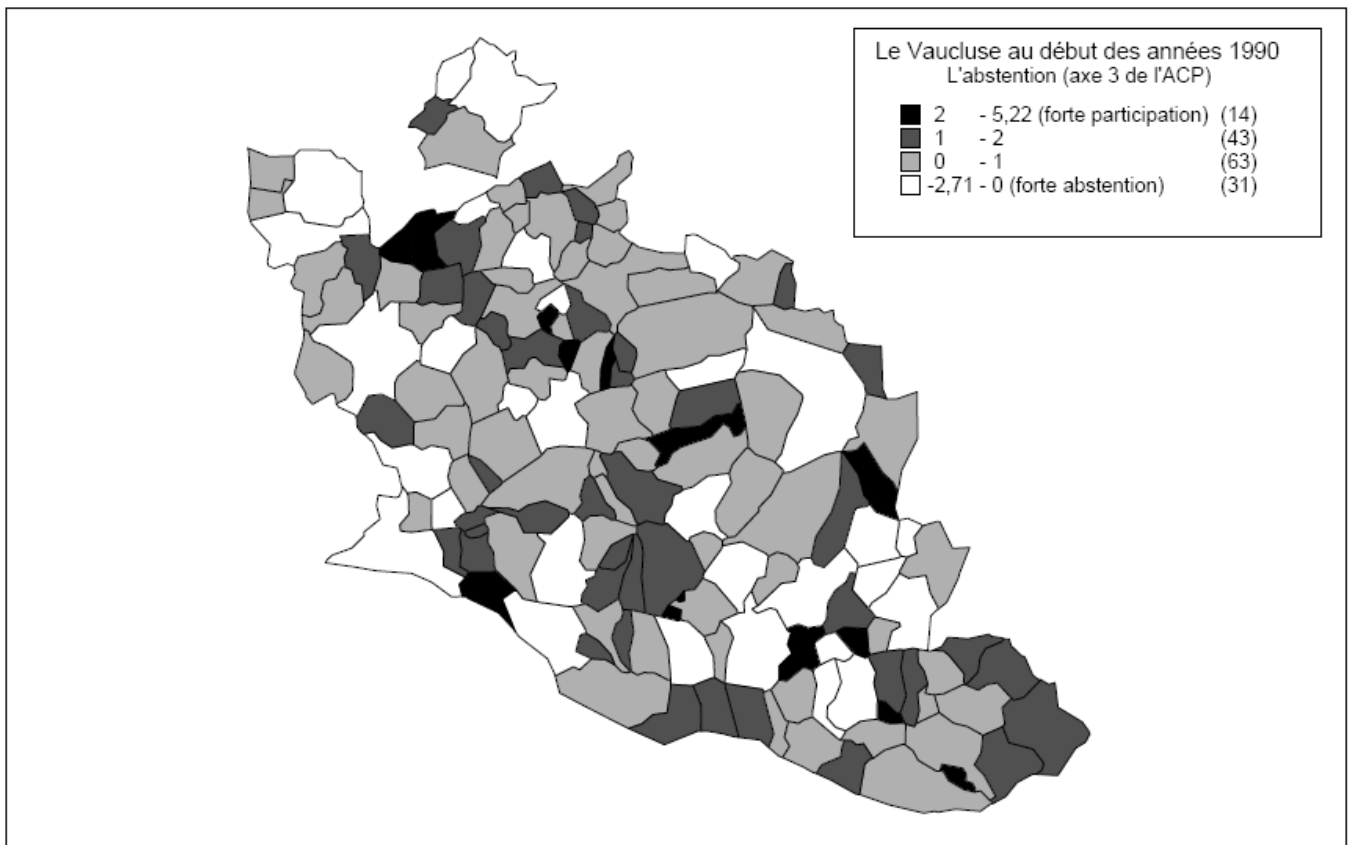 Le Vaucluse au début des années 1990
L'abstention (axe 3 de l'ACP)
2 - 5,22 (forte participation) (14)
1 - 2 (43)
0 - 1 (63)
-2,71 - 0 (forte abstention) (31)